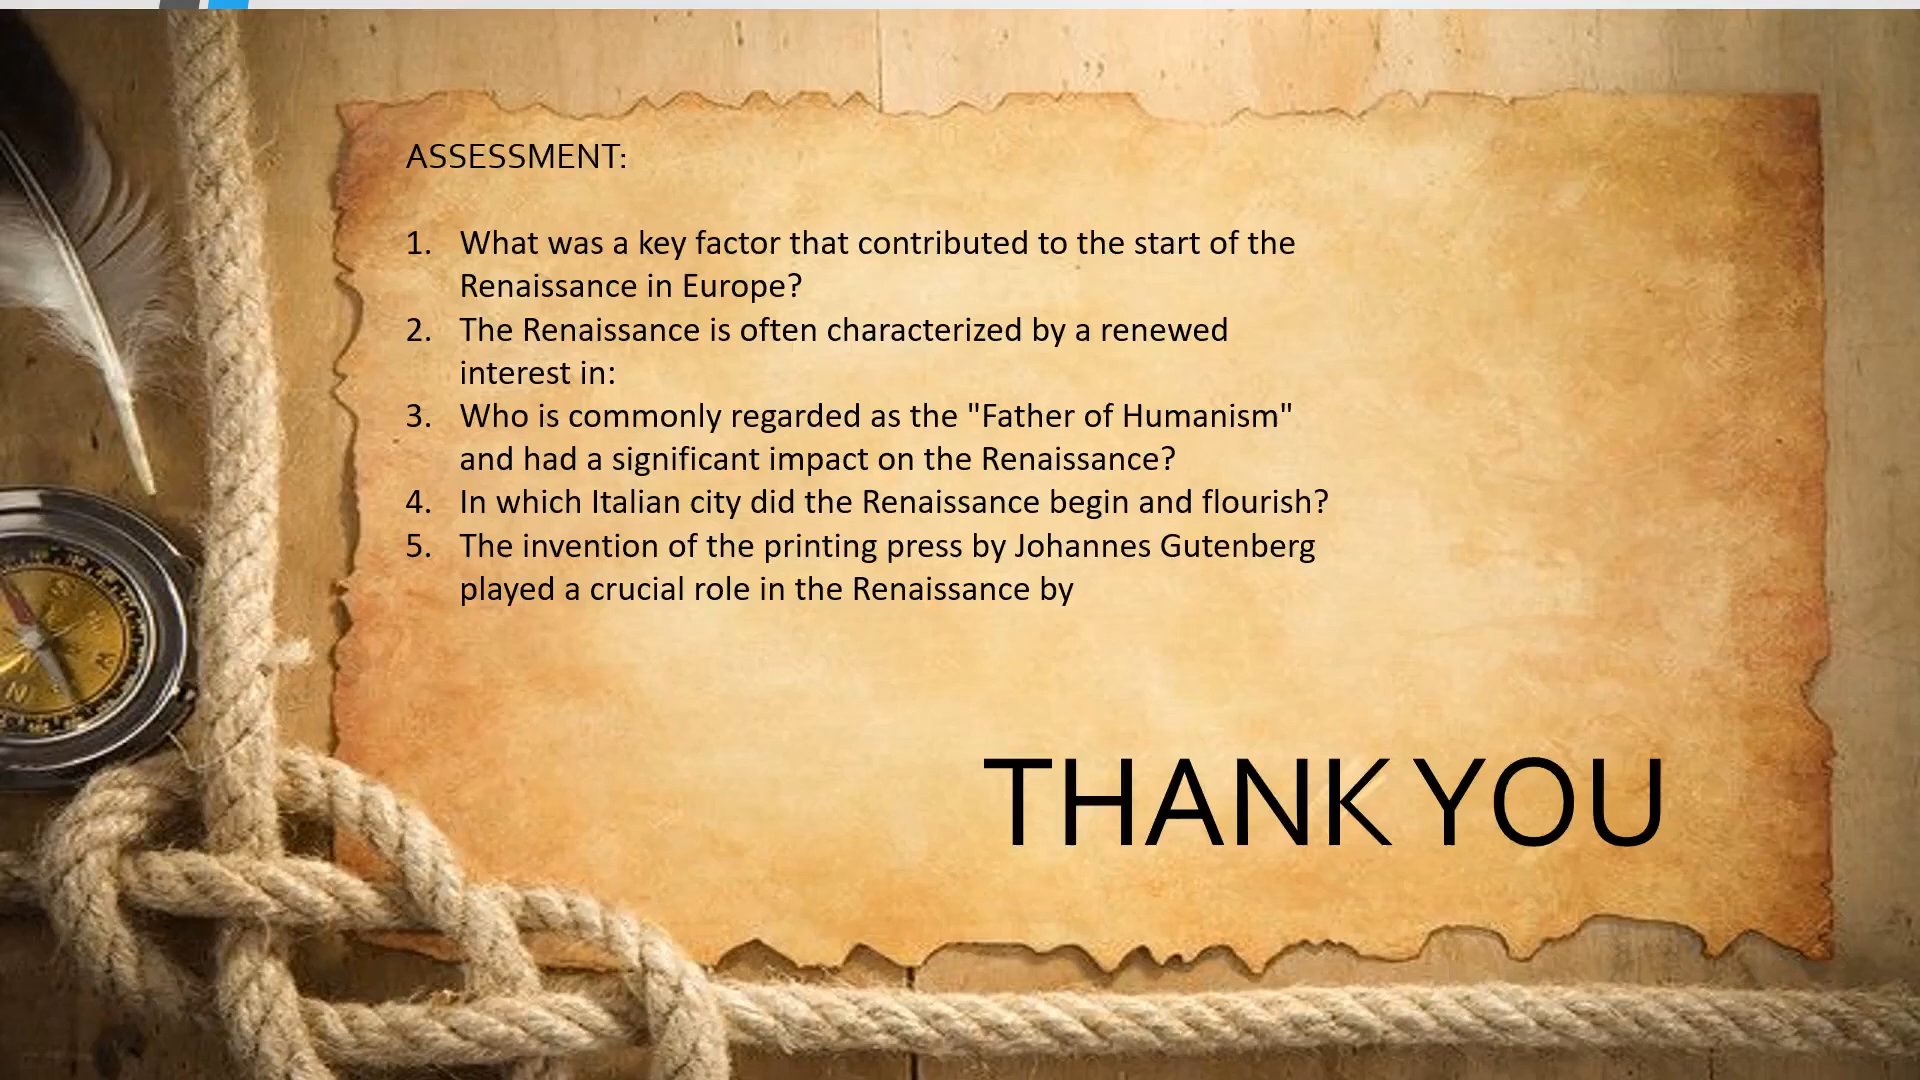 ASSESSMENT:
1. What was a key factor that contributed to the start of the
Renaissance in Europe?
2. The Renaissance is often characterized by a renewed
interest in:
3. Who is commonly regarded as the "Father of Humanism"
and had a significant impact on the Renaissance?
4. In which Italian city did the Renaissance begin and flourish?
5. The invention of the printing press by Johannes Gutenberg
played a crucial role in the Renaissance by
THANK YOU